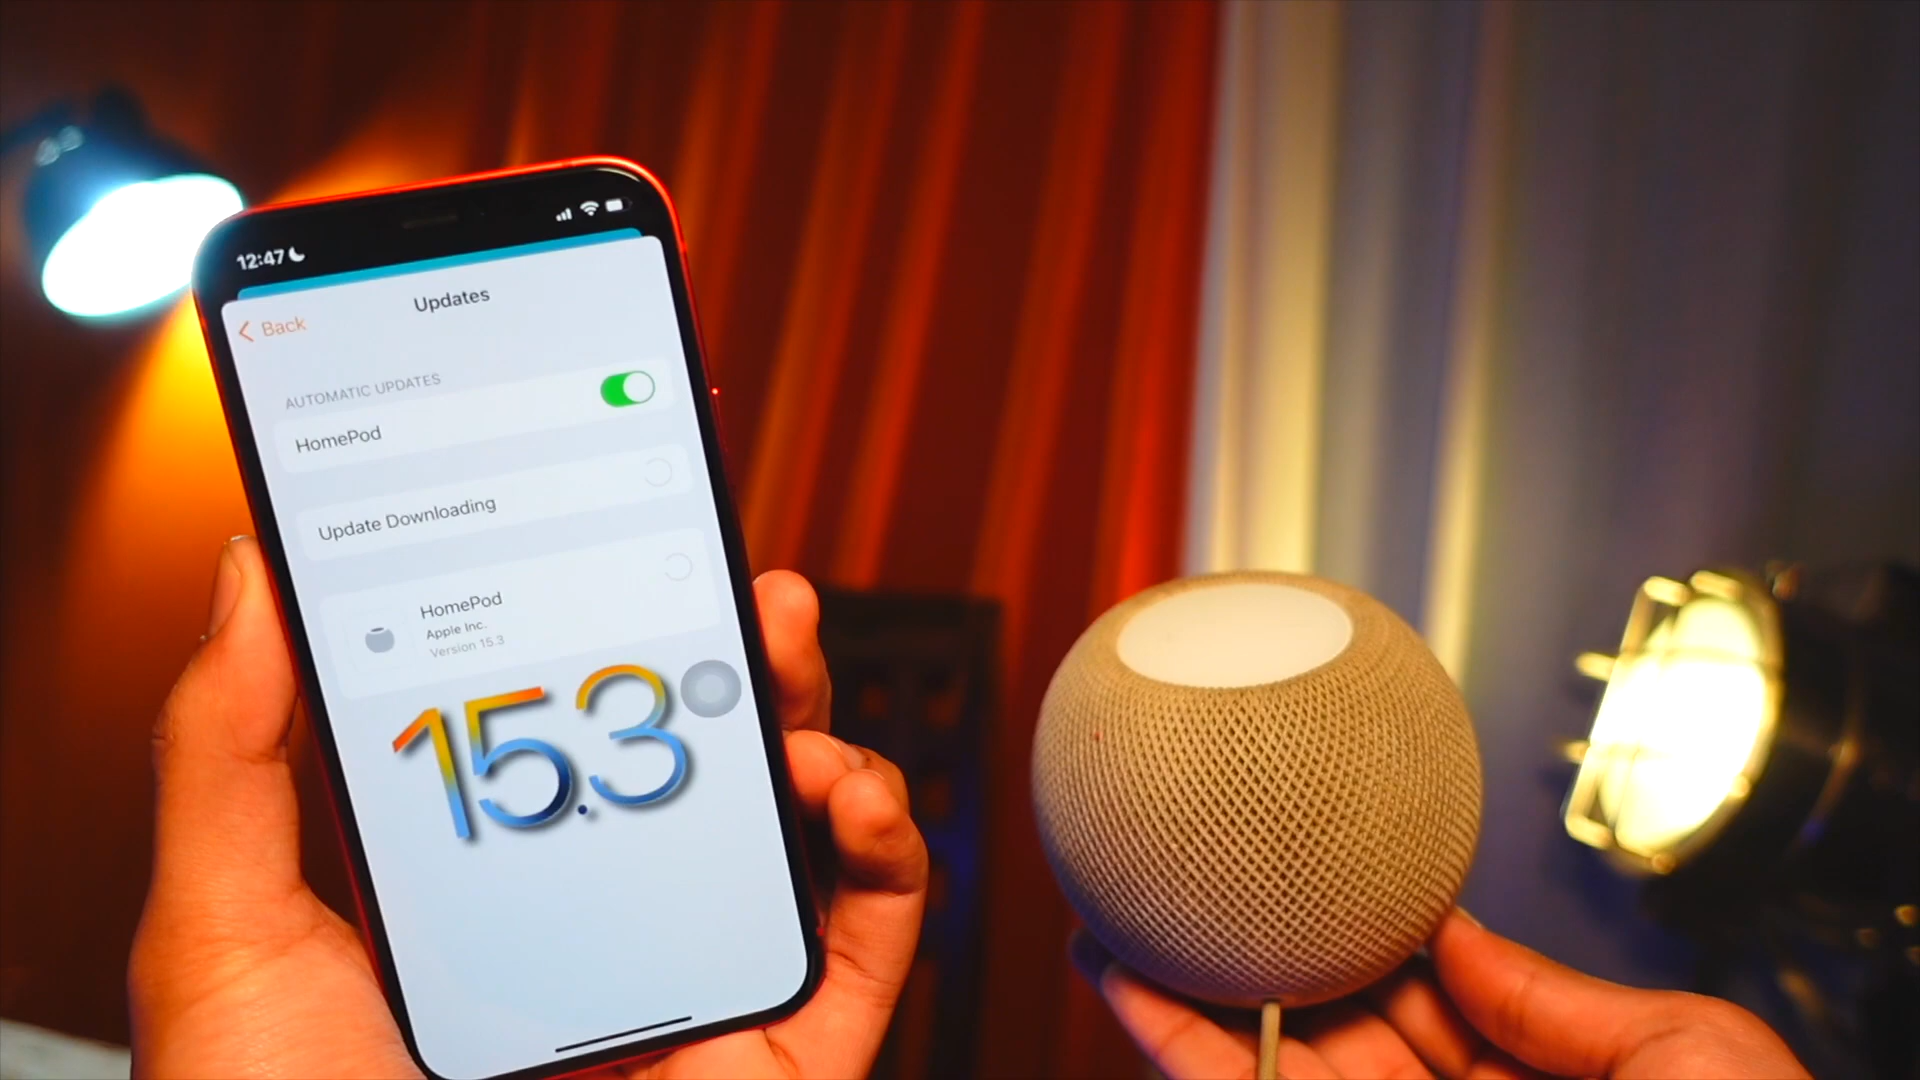 12:47
Updates
Back
AUTOMATIC UPDATES
HomePod
Update Downloading
HomePod
Apple Inc.
Version 15.3
15.3